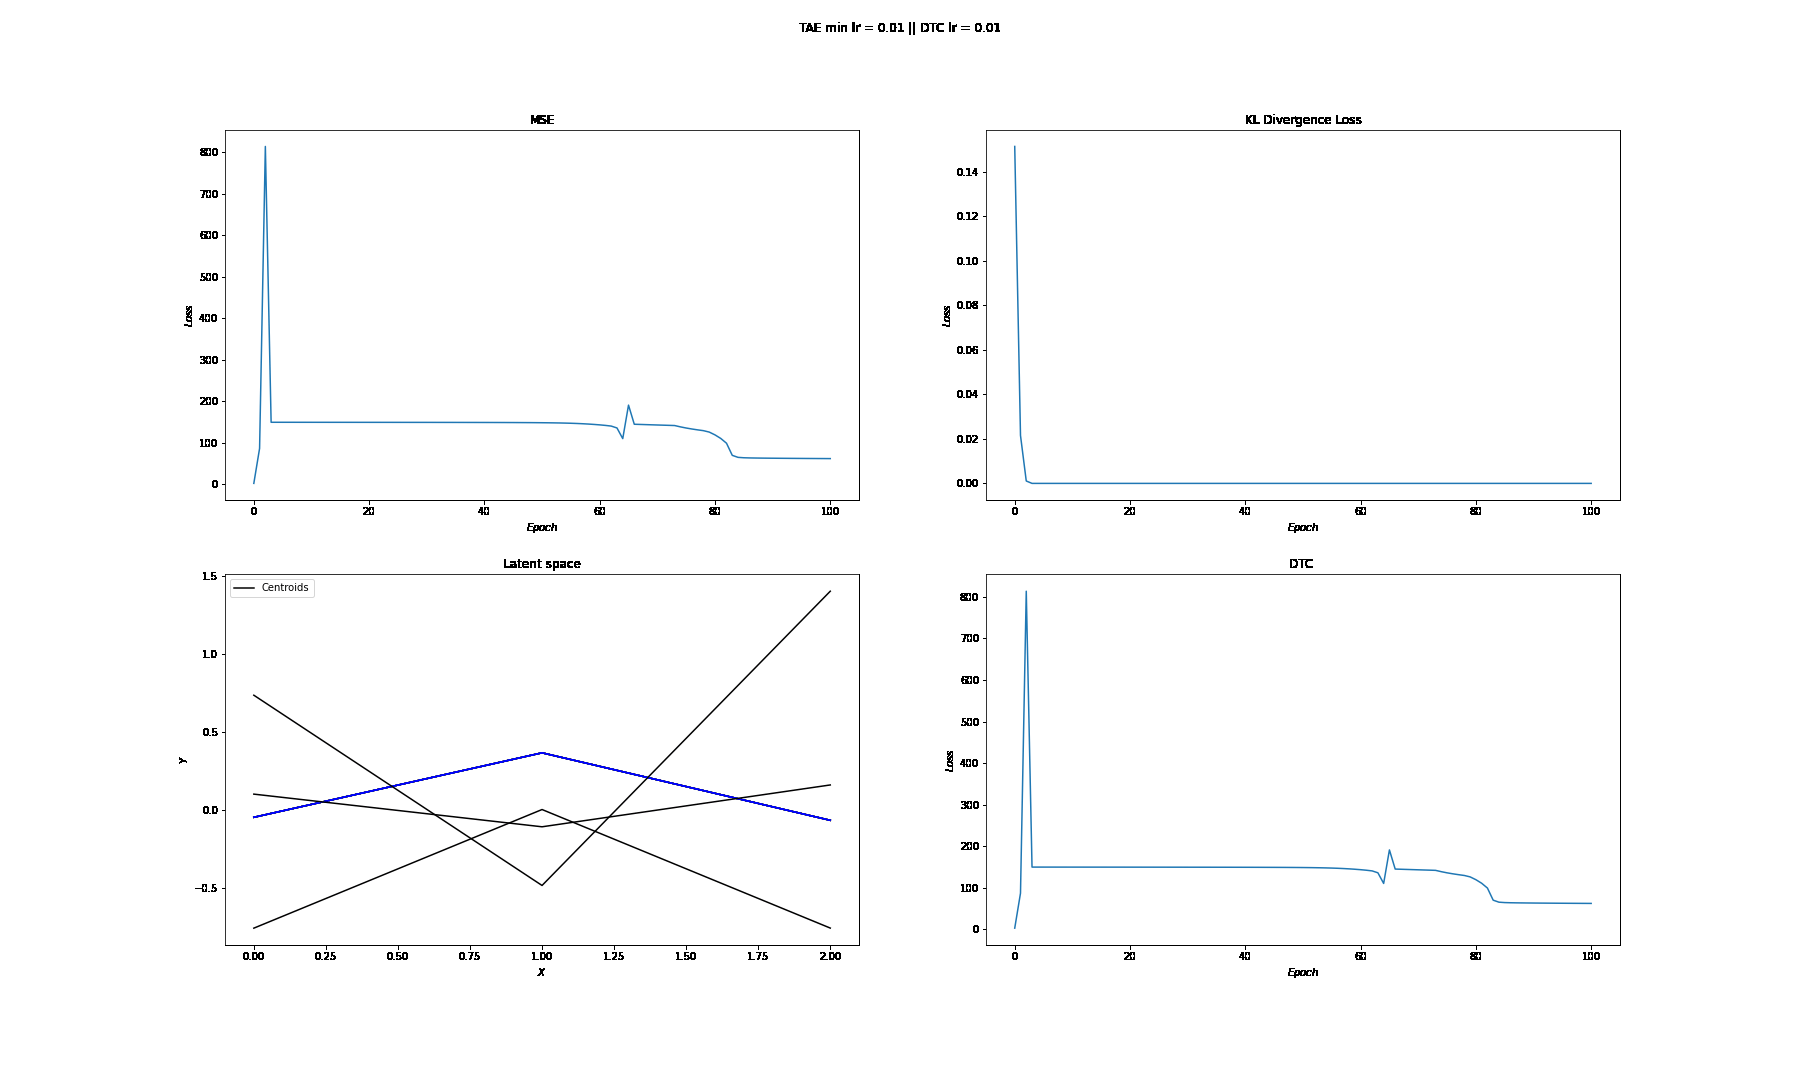 TAE min lr = 0.01 || DTC lr = 0.01
MSE
800
700
600
500
400
300
200
100
0
Loss
0 20 40 60 80 100
Epoch
KL Divergence Loss
0.14
0.12
0.10
0.08
0.06
0.04
0.02
0.00
Loss
0 20 40 60 80 100
Epoch
Latent space
Centroids
1.5
1.0
0.5
0.0
−0.5
Y
0.00 0.25 0.50 0.75 1.00 1.25 1.50 1.75 2.00
X
DTC
800
700
600
500
400
300
200
100
0
Loss
0 20 40 60 80 100
Epoch